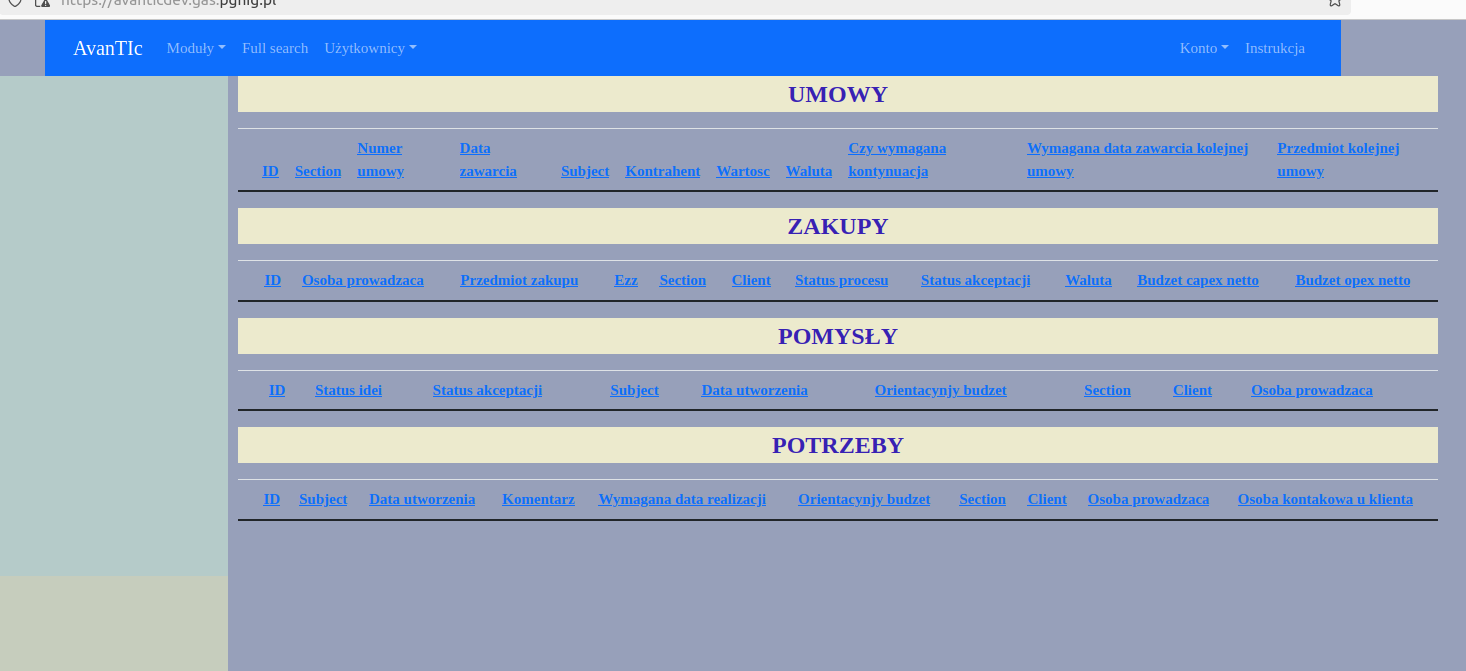 https://avanticdev.gas.pgnig.pl
AvanTIc Moduły Full search Użytkownicy Konto Instrukcja
UMOWY
ID Section Numer umowy Data zawarcia Subject Kontrahent Wartosc Waluta Czy wymagana kontynuacja Wymagana data zawarcia kolejnej umowy Przedmiot kolejnej umowy
ZAKUPY
ID Osoba prowadzaca Przedmiot zakupu Ezz Section Client Status procesu Status akceptacji Waluta Budzet capex netto Budzet opex netto
POMYSŁY
ID Status idei Status akceptacji Subject Data utworzenia Orientacynjy budzet Section Client Osoba prowadzaca
POTRZEBY
ID Subject Data utworzenia Komentarz Wymagana data realizacji Orientacynjy budzet Section Client Osoba prowadzaca Osoba kontakowa u klienta